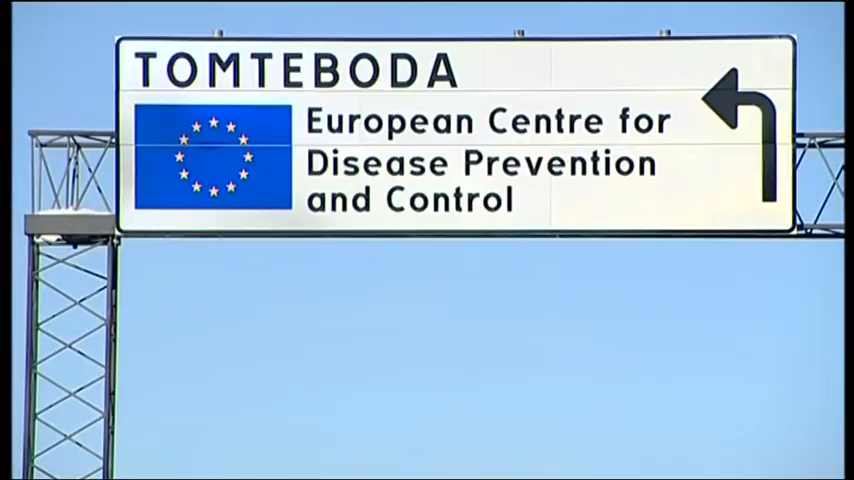 TOMTEBODA
European Centre for
Disease Prevention
and Control